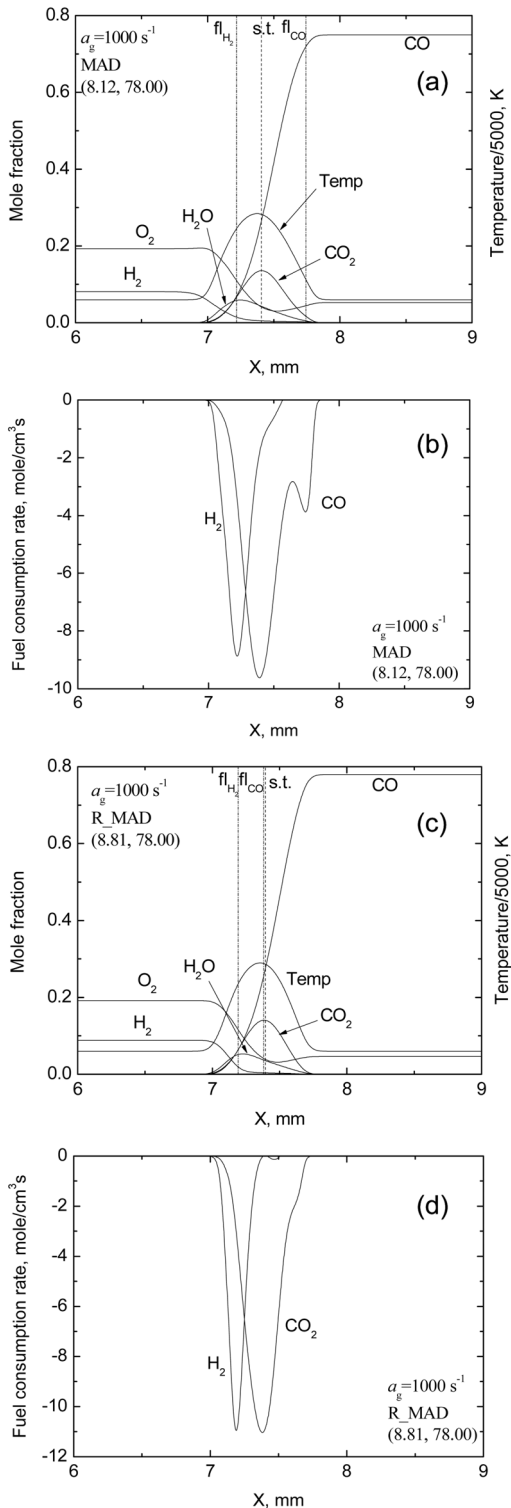 fl_H₂ s.t. fl_CO
0.8
a_g=1000 s⁻¹
MAD
(8.12, 78.00)
CO
(a)
0.6
Mole fraction
Temperature/5000, K
0.4
Temp
H₂O
O₂
CO₂
0.2
H₂
0.0
6 7 8 9
X, mm
0
(b)
-2
Fuel consumption rate, mole/cm³s
-4
H₂
CO
-6
-8
a_g=1000 s⁻¹
MAD
(8.12, 78.00)
-10
6 7 8 9
X, mm
0.8
fl_H₂ fl_CO s.t.
a_g=1000 s⁻¹
R_MAD
(8.81, 78.00)
CO
(c)
0.6
Mole fraction
Temperature/5000, K
0.4
H₂O
Temp
O₂
0.2
CO₂
H₂
0.0
6 7 8 9
X, mm
0
(d)
-2
Fuel consumption rate, mole/cm³s
-4
-6
CO₂
H₂
-8
a_g=1000 s⁻¹
R_MAD
(8.81, 78.00)
-10
-12
6 7 8 9
X, mm